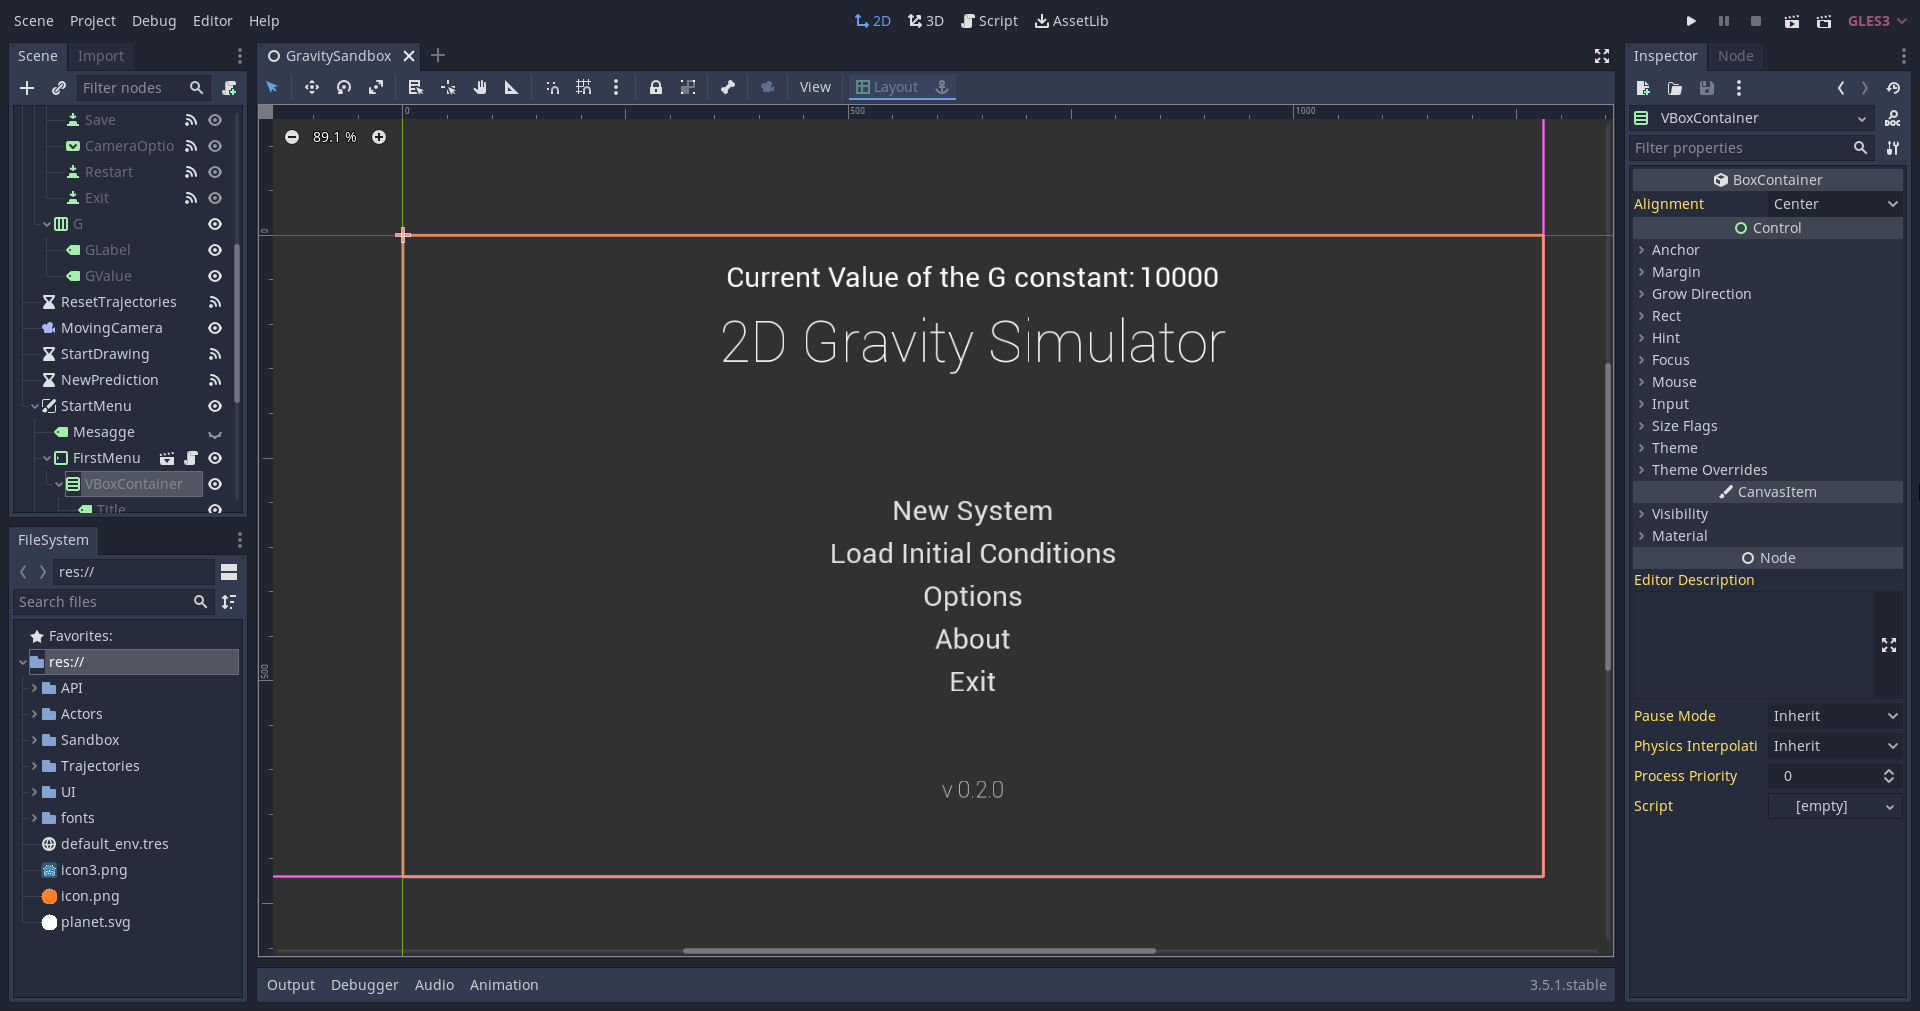 Scene Project Debug Editor Help
2D 3D Script AssetLib
GLES3
Scene Import
Filter nodes
Save
CameraOptio
Restart
Exit
G
GLabel
GValue
ResetTrajectories
MovingCamera
StartDrawing
NewPrediction
StartMenu
Mesagge
FirstMenu
VBoxContainer
Title
FileSystem
res://
Search files
Favorites:
res://
API
Actors
Sandbox
Trajectories
UI
fonts
default_env.tres
icon3.png
icon.png
planet.svg
GravitySandbox
View Layout
0 500 1000
89.1 %
0
500
Current Value of the G constant: 10000
2D Gravity Simulator
New System
Load Initial Conditions
Options
About
Exit
v 0.2.0
Output Debugger Audio Animation
3.5.1.stable
Inspector Node
VBoxContainer
Filter properties
BoxContainer
Alignment Center
Control
Anchor
Margin
Grow Direction
Rect
Hint
Focus
Mouse
Input
Size Flags
Theme
Theme Overrides
CanvasItem
Visibility
Material
Node
Editor Description
Pause Mode Inherit
Physics Interpolati Inherit
Process Priority 0
Script [empty]